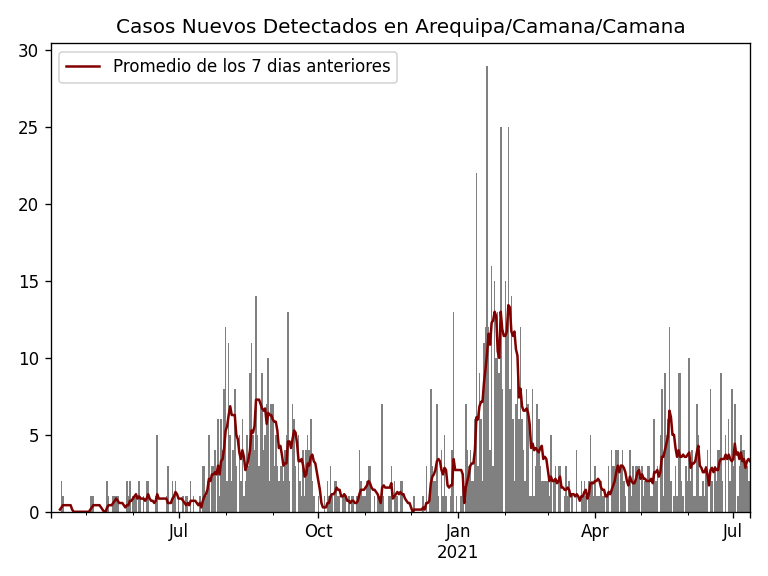 Casos Nuevos Detectados en Arequipa/Camana/Camana
Promedio de los 7 dias anteriores
30
25
20
15
10
5
0
Jul
Oct
Jan
2021
Apr
Jul